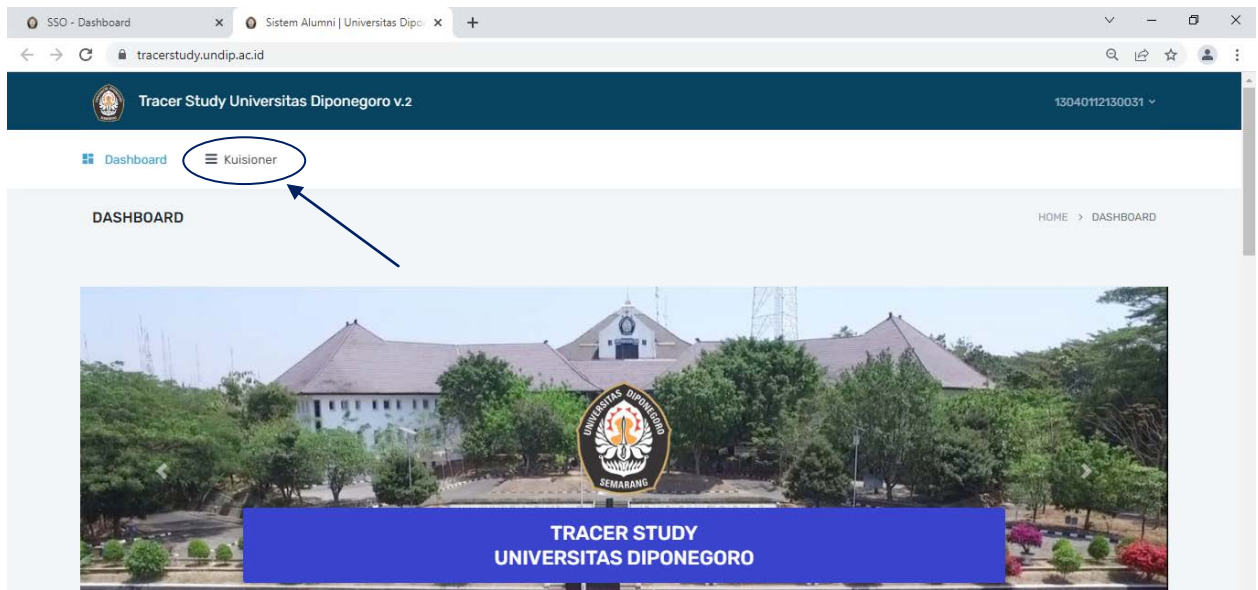 SSO - Dashboard
Sistem Alumni | Universitas Dipo
tracerstudy.undip.ac.id
Tracer Study Universitas Diponegoro v.2
13040112130031
Dashboard
Kuisioner
DASHBOARD
HOME > DASHBOARD
UNIVERSITAS DIPONEGORO
SEMARANG
TRACER STUDY
UNIVERSITAS DIPONEGORO